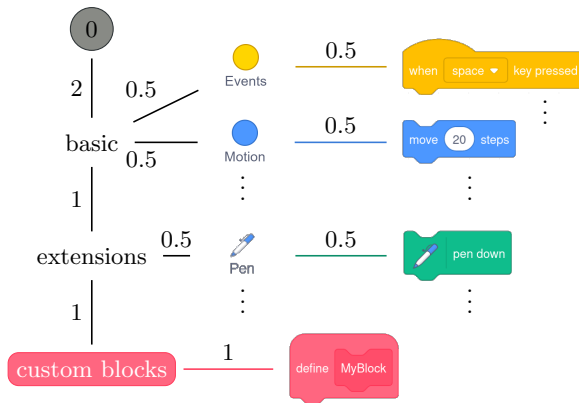 0
2
0.5
Events
0.5
when space key pressed
basic
0.5
Motion
0.5
move 20 steps
1
extensions
0.5
Pen
0.5
pen down
1
custom blocks
1
define MyBlock